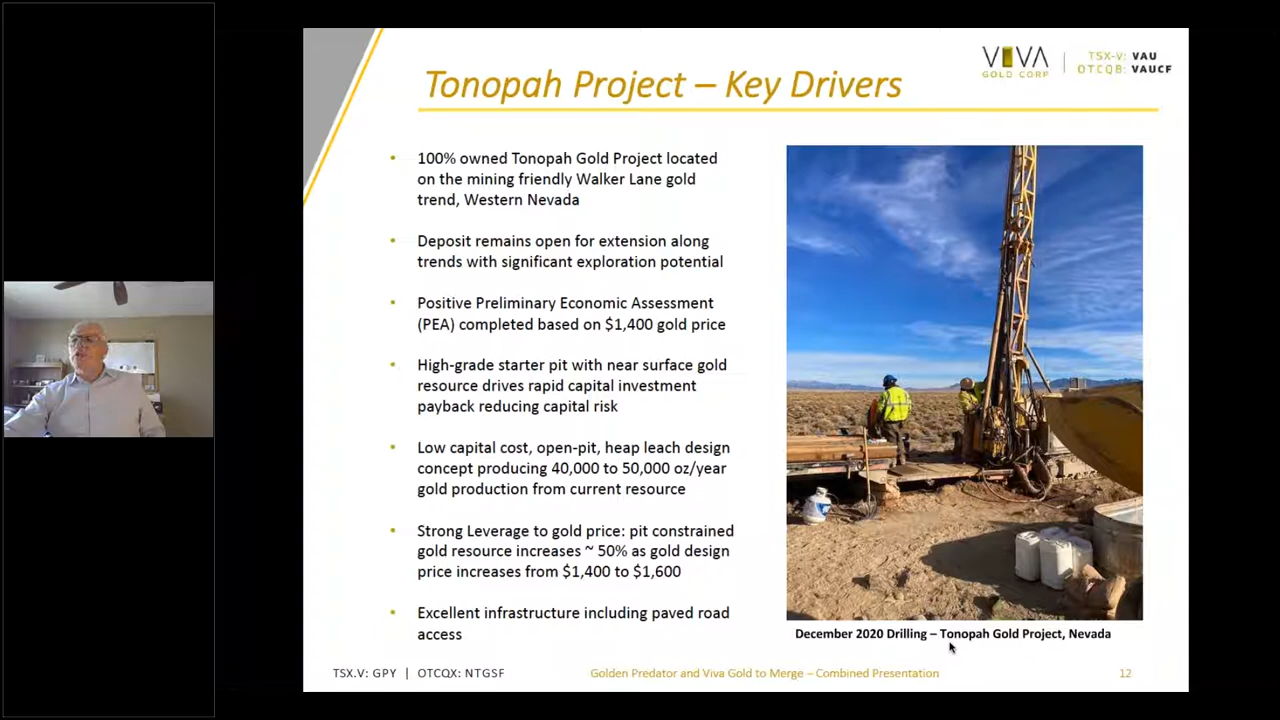 Tonopah Project – Key Drivers
VIVA
GOLD CORP
TSX-V: VAU
OTCQB: VAUCF
• 100% owned Tonopah Gold Project located
on the mining friendly Walker Lane gold
trend, Western Nevada
• Deposit remains open for extension along
trends with significant exploration potential
• Positive Preliminary Economic Assessment
(PEA) completed based on $1,400 gold price
• High-grade starter pit with near surface gold
resource drives rapid capital investment
payback reducing capital risk
• Low capital cost, open-pit, heap leach design
concept producing 40,000 to 50,000 oz/year
gold production from current resource
• Strong Leverage to gold price: pit constrained
gold resource increases ~ 50% as gold design
price increases from $1,400 to $1,600
• Excellent infrastructure including paved road
access
December 2020 Drilling – Tonopah Gold Project, Nevada
TSX.V: GPY | OTCQX: NTGSF
Golden Predator and Viva Gold to Merge – Combined Presentation
12